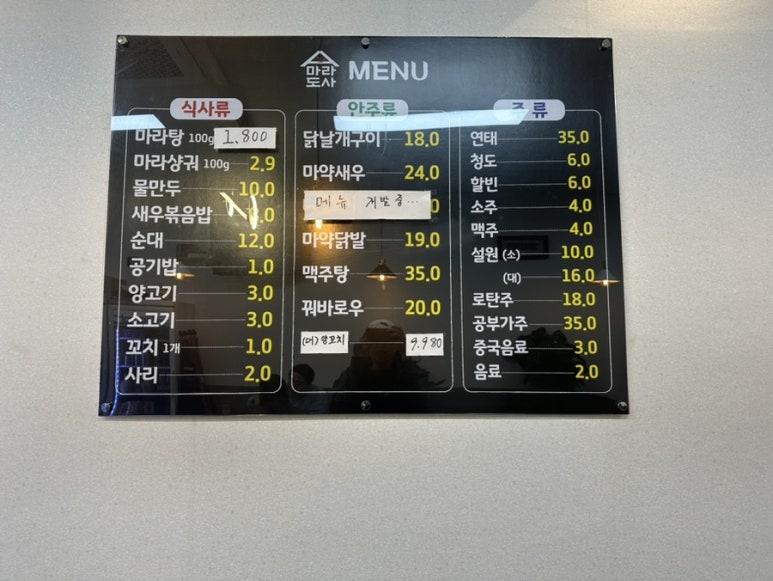 마라
도사
MENU
식사류
마라탕 100g 1.800
마라샹궈 100g 2.9
물만두 10.0
새우볶음밥 .0
순대 12.0
공기밥 1.0
양고기 3.0
소고기 3.0
꼬치 1개 1.0
사리 2.0
안주류
닭날개구이 18.0
마약새우 24.0
메뉴 개발중... 0
마약닭발 19.0
맥주탕 35.0
꿔바로우 20.0
양꼬치 9.980
주류
연태 35.0
청도 6.0
할빈 6.0
소주 4.0
맥주 4.0
설원 (소) 10.0
(대) 16.0
로탄주 18.0
공부가주 35.0
중국음료 3.0
음료 2.0